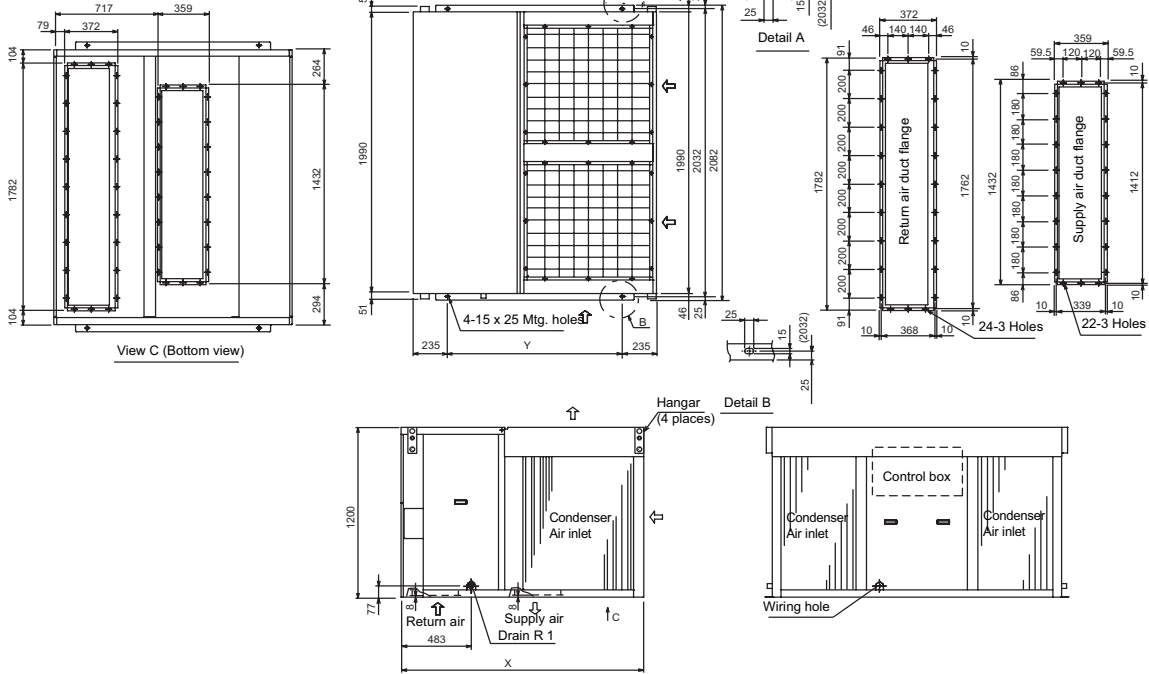 717
359
79
372
104
1782
104
264
1432
294
View C (Bottom view)
1990
51
1990
2032
2082
4-15 x 25 Mtg. holes
B
46
25
235
Y
235
25
15
(2032)
Detail A
25
15
(2032)
25
Detail B
372
46
140
140
46
91
200
200
200
200
200
200
200
200
91
1782
10
1762
10
Return air duct flange
24-3 Holes
10
368
10
359
59.5
120
120
59.5
86
180
180
180
180
180
180
180
86
1432
10
1412
10
Supply air duct flange
22-3 Holes
10
339
10
Hangar
(4 places)
1200
77
8
8
Condenser
Air inlet
Return air
Supply air
C
Drain R 1
483
X
Control box
Condenser
Air inlet
Condenser
Air inlet
Wiring hole